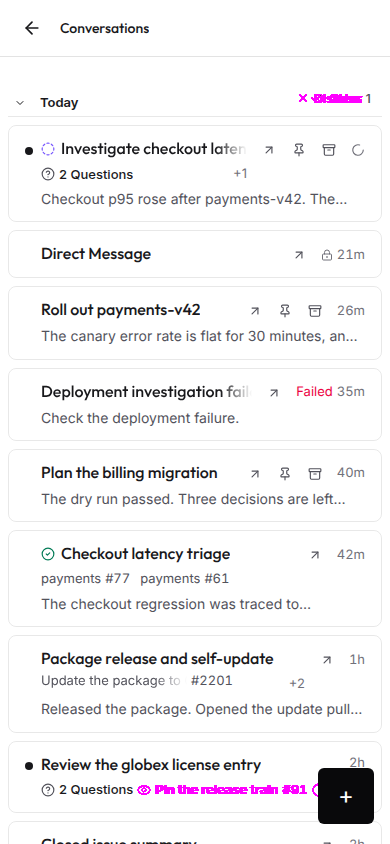 Conversations
Today 1
Investigate checkout laten
2 Questions +1
Checkout p95 rose after payments-v42. The...
Direct Message 21m
Roll out payments-v42 26m
The canary error rate is flat for 30 minutes, an...
Deployment investigation fail Failed 35m
Check the deployment failure.
Plan the billing migration 40m
The dry run passed. Three decisions are left...
Checkout latency triage 42m
payments #77 payments #61
The checkout regression was traced to...
Package release and self-update 1h
Update the package to #2201 +2
Released the package. Opened the update pull...
Review the globex license entry 2h
2 Questions Pin the release train #91
+
Closed issue summary 2h